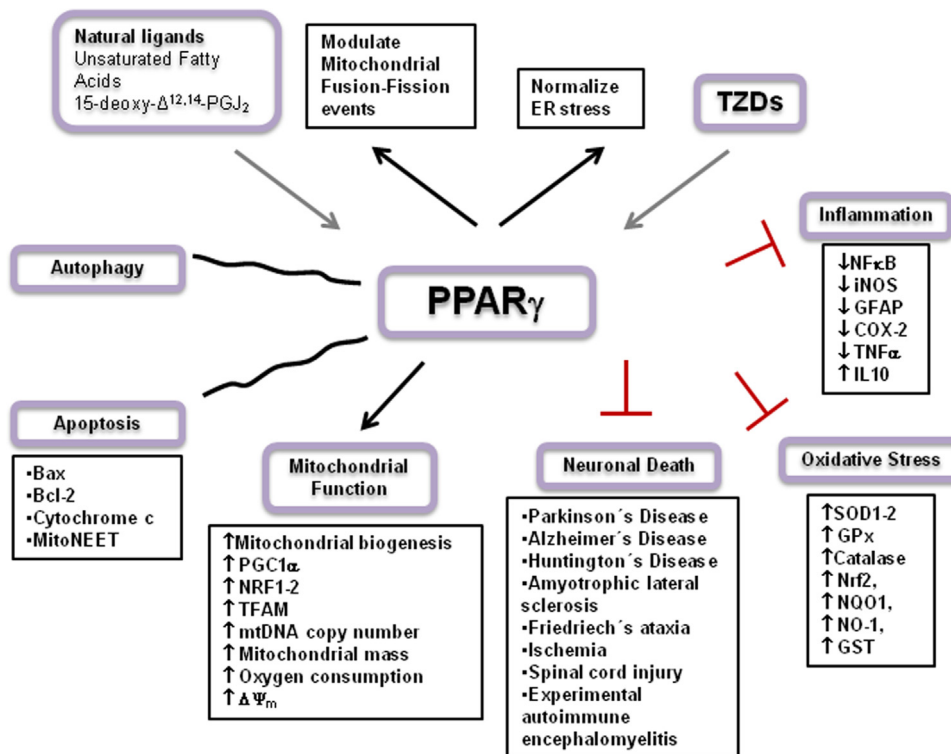 Natural ligands
Unsaturated Fatty
Acids
15-deoxy-Δ¹²,¹⁴-PGJ₂
Modulate
Mitochondrial
Fusion-Fission
events
Normalize
ER stress
TZDs
Inflammation
↓NFκB
↓ iNOS
↓ GFAP
↓ COX-2
↓TNFα
↑ IL10
Autophagy
PPARγ
Apoptosis
▪Bax
▪Bcl-2
▪Cytochrome c
▪MitoNEET
Mitochondrial
Function
↑Mitochondrial biogenesis
↑ PGC1α
↑ NRF1-2
↑TFAM
↑ mtDNA copy number
↑ Mitochondrial mass
↑ Oxygen consumption
↑ ΔΨₘ
Neuronal Death
▪Parkinson´s Disease
▪Alzheimer´s Disease
▪Huntington´s Disease
▪Amyotrophic lateral
sclerosis
▪Friedriech´s ataxia
▪Ischemia
▪Spinal cord injury
▪Experimental
autoimmune
encephalomyelitis
Oxidative Stress
↑SOD1-2
↑ GPx
↑Catalase
↑ Nrf2,
↑ NQO1,
↑ NO-1,
↑ GST